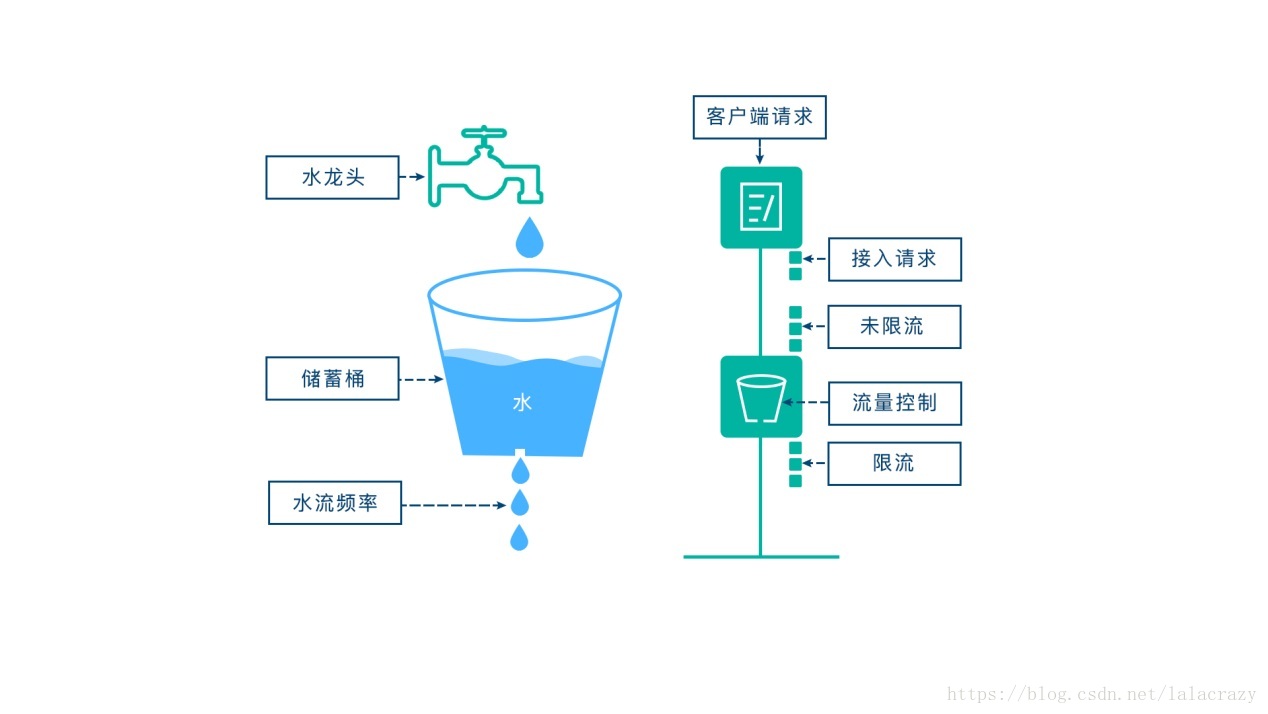 客户端请求
水龙头
接入请求
未限流
储蓄桶
水
流量控制
限流
水流频率
https://blog.csdn.net/lalacrazy